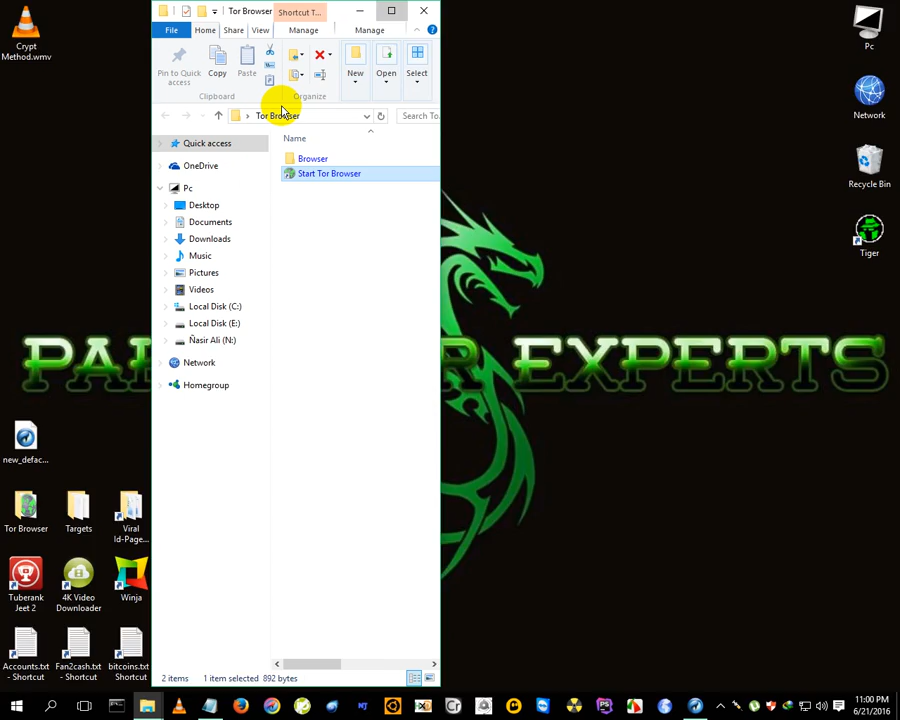 Tor Browser
Shortcut T...
File
Home
Share
View
Manage
Manage
Pin to Quick
access
Copy
Paste
New
Open
Select
Clipboard
Organize
Tor Browser
Search To.
Name
Quick access
Browser
Start Tor Browser
OneDrive
Pc
Desktop
Documents
Downloads
Music
Pictures
Videos
Local Disk (C:)
Local Disk (E:)
Ñasir Ali (N:)
Network
Homegroup
2 items
1 item selected 892 bytes
Crypt
Method.wmv
Pc
Network
Recycle Bin
Tiger
EXPERTS
new_defac...
Tor Browser
Targets
Viral
Id-Page...
Tuberank
Jeet 2
4K Video
Downloader
Winja
Accounts.txt
- Shortcut
Fan2cash.txt
- Shortcut
bitcoins.txt
Shortcut
11:00 PM
6/21/2016